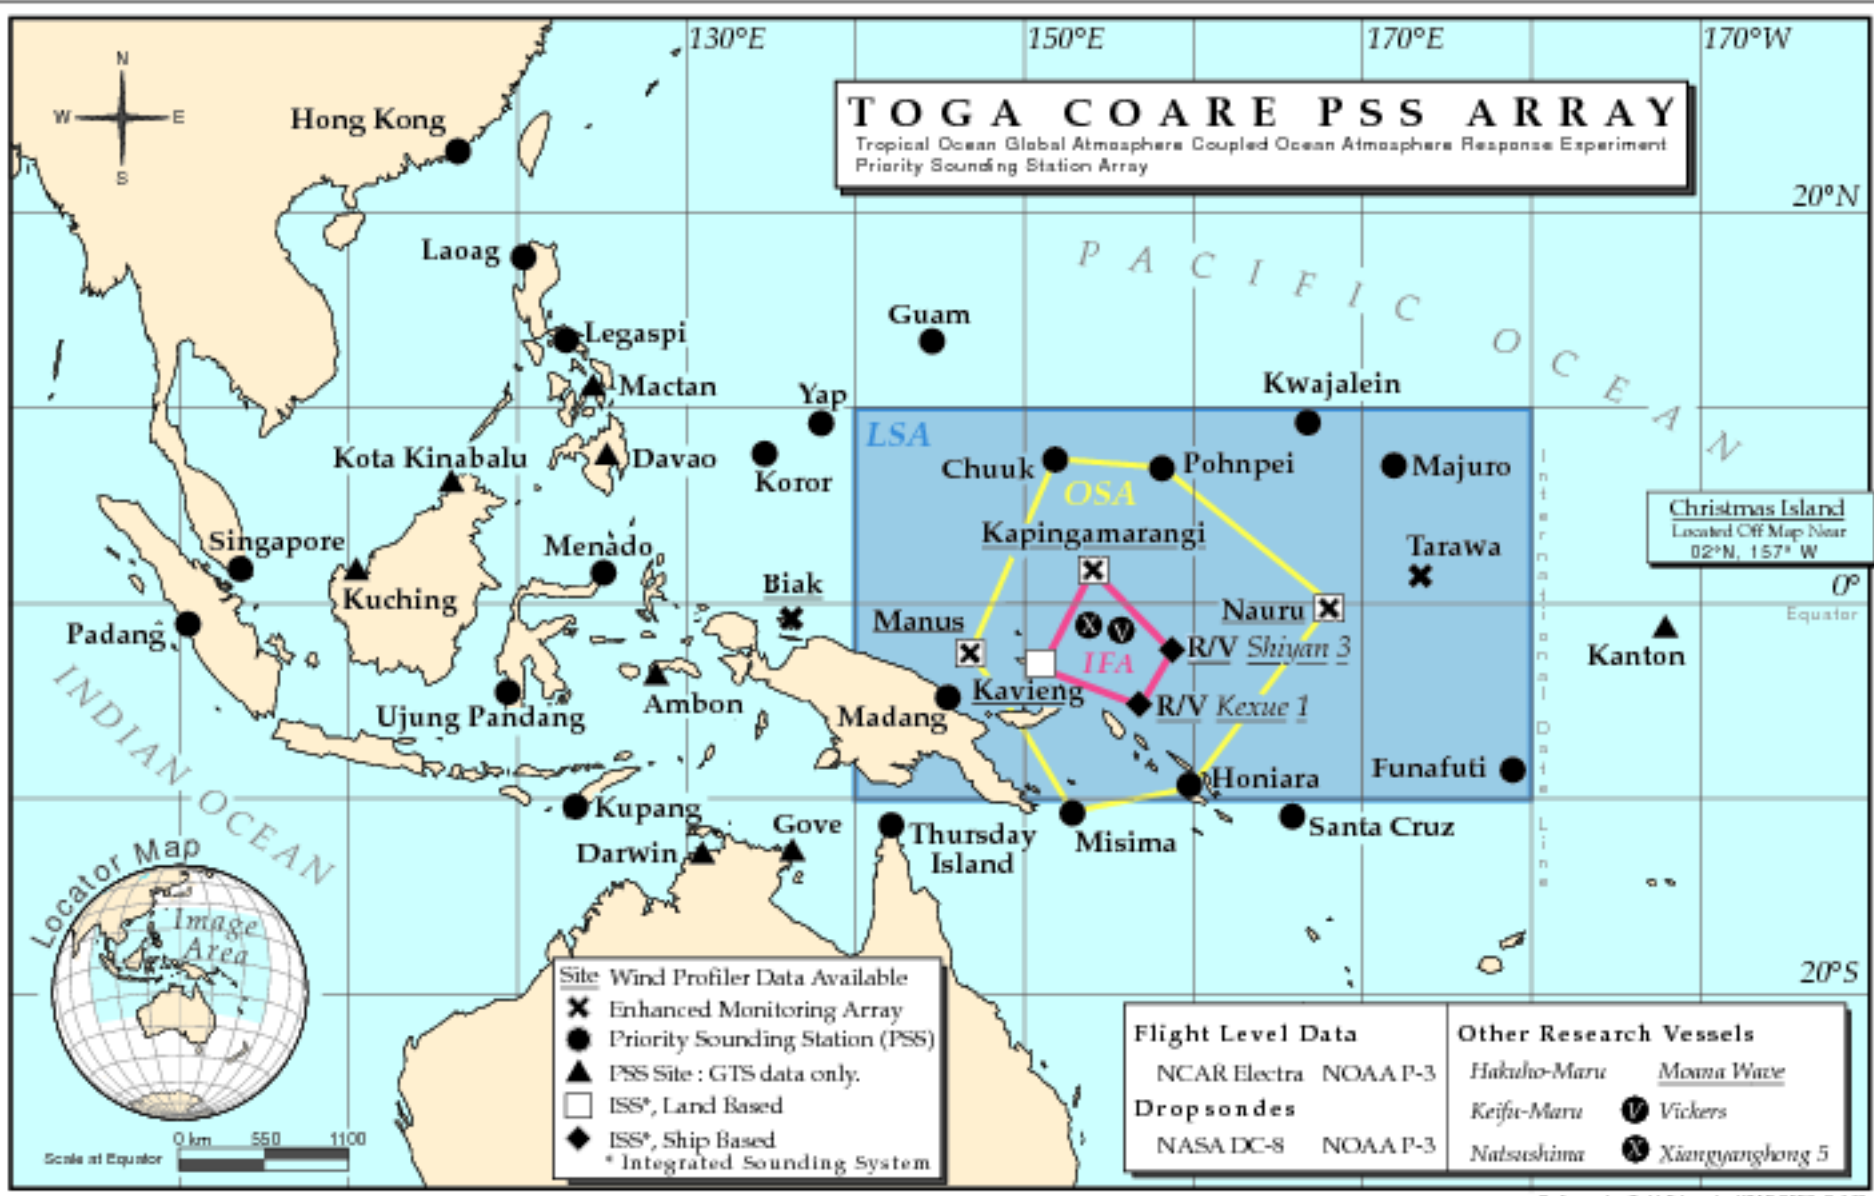 130°E
150°E
170°E
170°W
N
W E
S
TOGA COARE PSS ARRAY
Tropical Ocean Global Atmosphere Coupled Ocean Atmosphere Response Experiment
Priority Sounding Station Array
Hong Kong
20°N
PACIFIC OCEAN
Laoag
Guam
Legaspi
Mactan
Yap
Kwajalein
LSA
Kota Kinabalu
Davao
Koror
Chuuk
Pohnpei
Majuro
OSA
Christmas Island
Located Off Map Near
02°N, 157° W
Kapingamarangi
Singapore
Menado
Tarawa
Biak
0°
Equator
Kuching
Manus
Nauru
X V
Padang
R/V Shiyan 3
IFA
Kanton
Kavieng
Ambon
R/V Kexue 1
Ujung Pandang
Madang
International Date Line
INDIAN OCEAN
Funafuti
Honiara
Kupang
Gove
Thursday
Island
Misima
Santa Cruz
Darwin
Locator Map
Image
Area
20°S
Site Wind Profiler Data Available
Enhanced Monitoring Array
Priority Sounding Station (PSS)
PSS Site : GTS data only.
ISS*, Land Based
ISS*, Ship Based
* Integrated Sounding System
0 km 550 1100
Scale at Equator
Flight Level Data
NCAR Electra NOAA P-3
Dropsondes
NASA DC-8 NOAA P-3
Other Research Vessels
Hakuho-Maru Moana Wave
Keifu-Maru V Vickers
Natsushima X Xiangyanghong 5